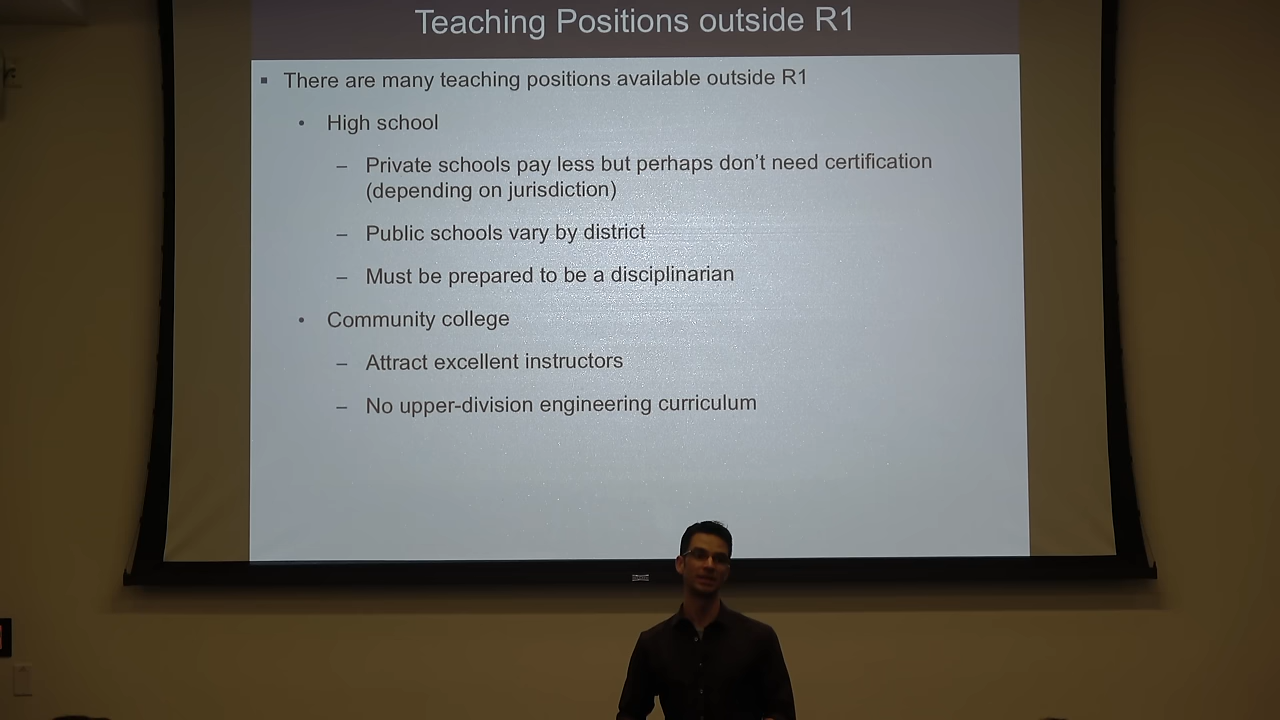 Teaching Positions outside R1
▪ There are many teaching positions available outside R1
• High school
– Private schools pay less but perhaps don't need certification
(depending on jurisdiction)
– Public schools vary by district
– Must be prepared to be a disciplinarian
• Community college
– Attract excellent instructors
– No upper-division engineering curriculum